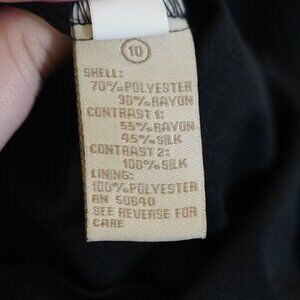 10
SHELL:
70%POLYESTER
30%RAYON
CONTRAST 1:
55%RAYON
45%SILK
CONTRAST 2:
100%SILK
LINING:
100%POLYESTER
RN 50640
SEE REVERSE FOR
CARE